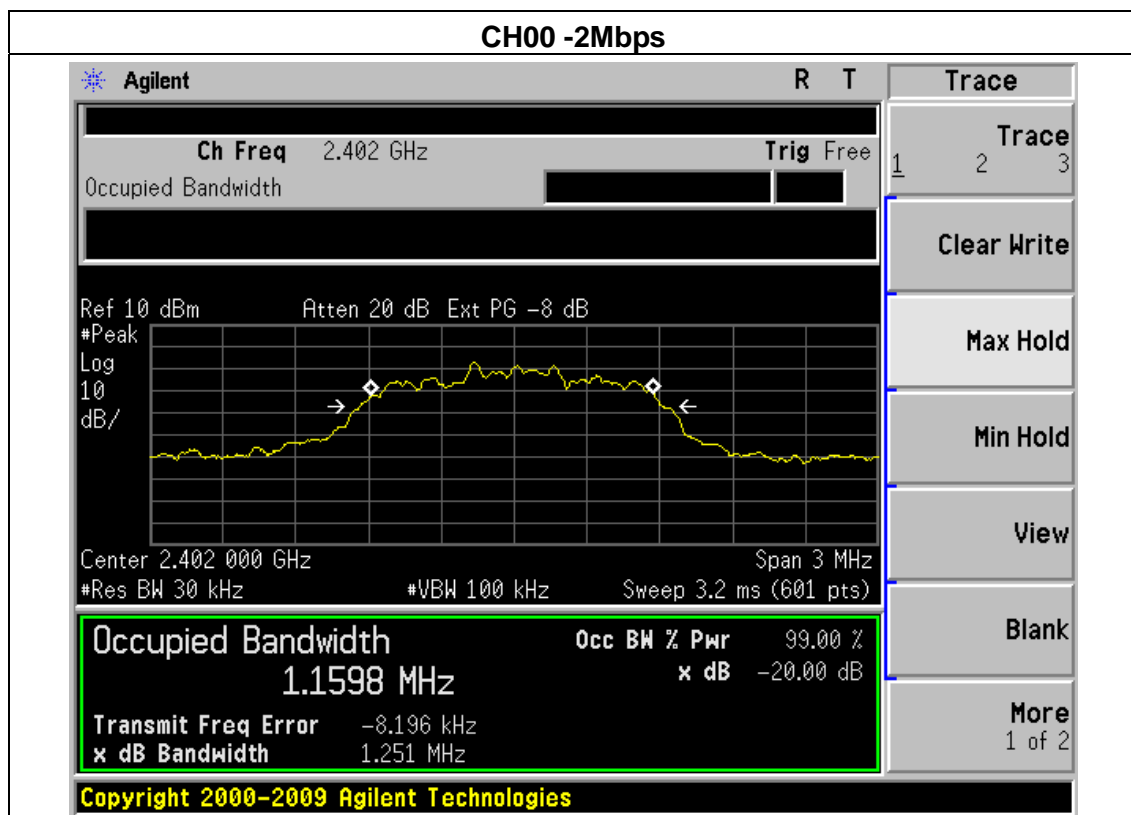 CH00 -2Mbps
Agilent R T Trace
Ch Freq 2.402 GHz Trig Free
Occupied Bandwidth
Trace
1 2 3
Clear Write
Max Hold
Min Hold
View
Blank
More
1 of 2
Ref 10 dBm Atten 20 dB Ext PG -8 dB
#Peak
Log
10
dB/
Center 2.402 000 GHz Span 3 MHz
#Res BW 30 kHz #VBW 100 kHz Sweep 3.2 ms (601 pts)
Occupied Bandwidth Occ BW % Pwr 99.00 %
1.1598 MHz x dB -20.00 dB
Transmit Freq Error -8.196 kHz
x dB Bandwidth 1.251 MHz
Copyright 2000-2009 Agilent Technologies